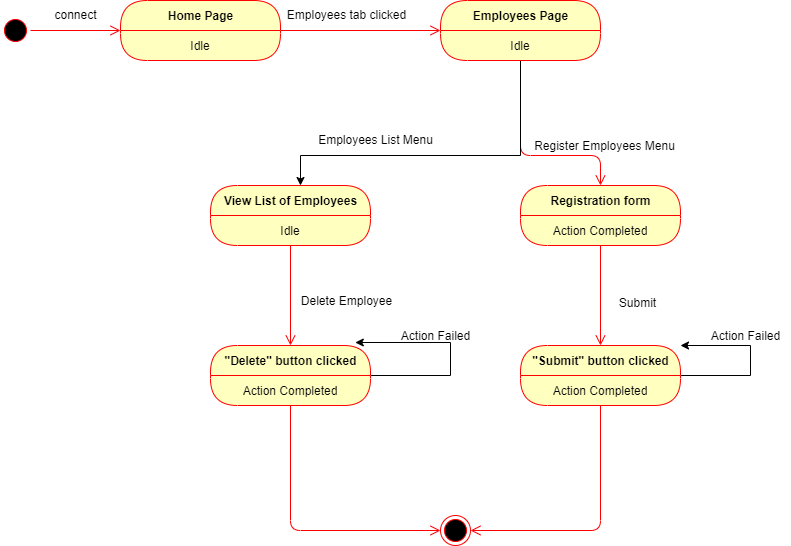 connect
Home Page
Idle
Employees tab clicked
Employees Page
Idle
Employees List Menu
Register Employees Menu
View List of Employees
Idle
Registration form
Action Completed
Delete Employee
Submit
"Delete" button clicked
Action Completed
Action Failed
"Submit" button clicked
Action Completed
Action Failed